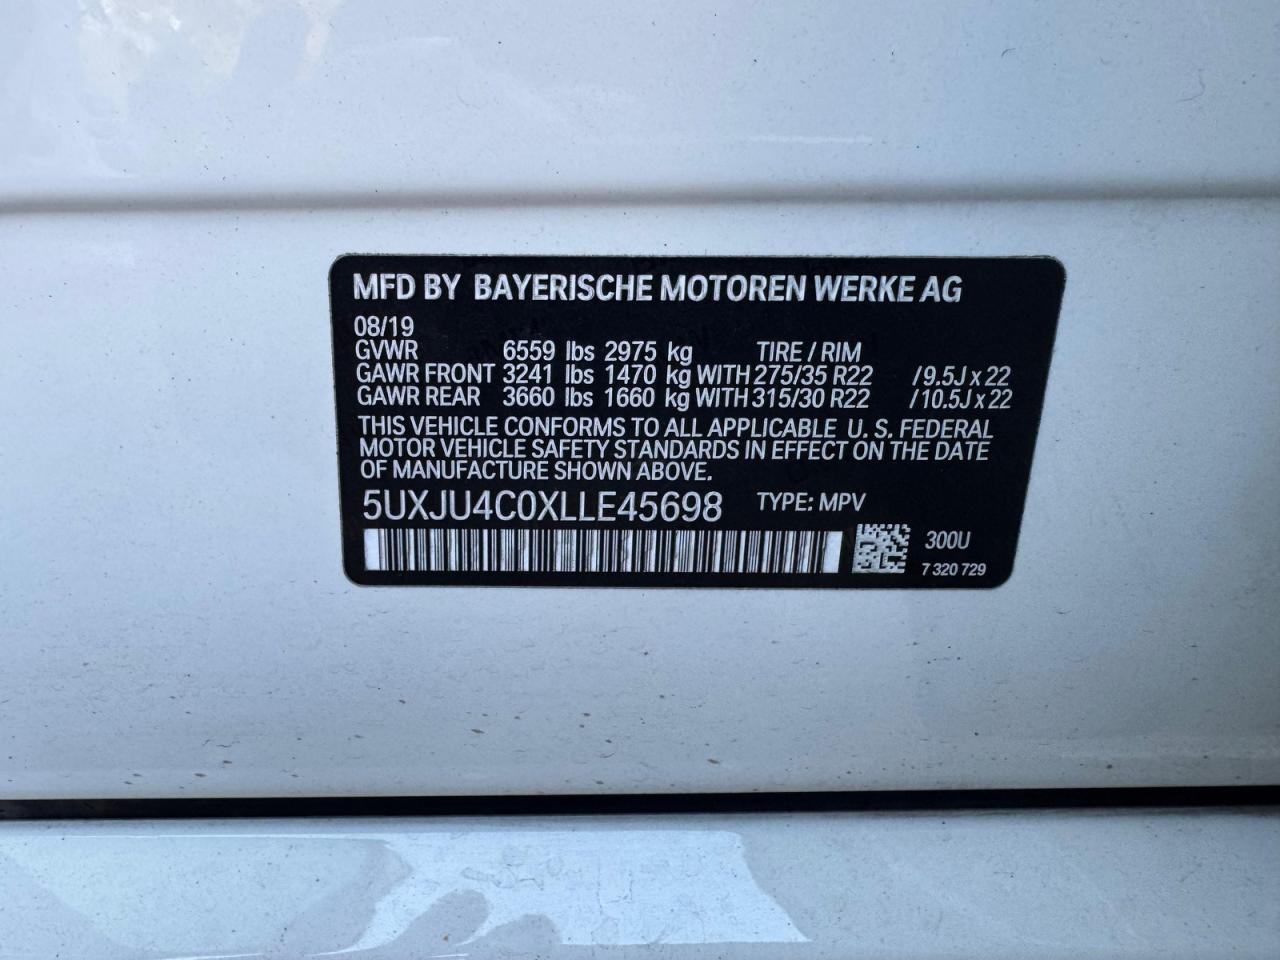 MFD BY BAYERISCHE MOTOREN WERKE AG
08/19
GVWR 6559 lbs 2975 kg TIRE / RIM
GAWR FRONT 3241 lbs 1470 kg WITH 275/35 R22 /9.5J x 22
GAWR REAR 3660 lbs 1660 kg WITH 315/30 R22 /10.5J x 22
THIS VEHICLE CONFORMS TO ALL APPLICABLE U. S. FEDERAL
MOTOR VEHICLE SAFETY STANDARDS IN EFFECT ON THE DATE
OF MANUFACTURE SHOWN ABOVE.
5UXJU4C0XLLE45698 TYPE: MPV
300U
7 320 729